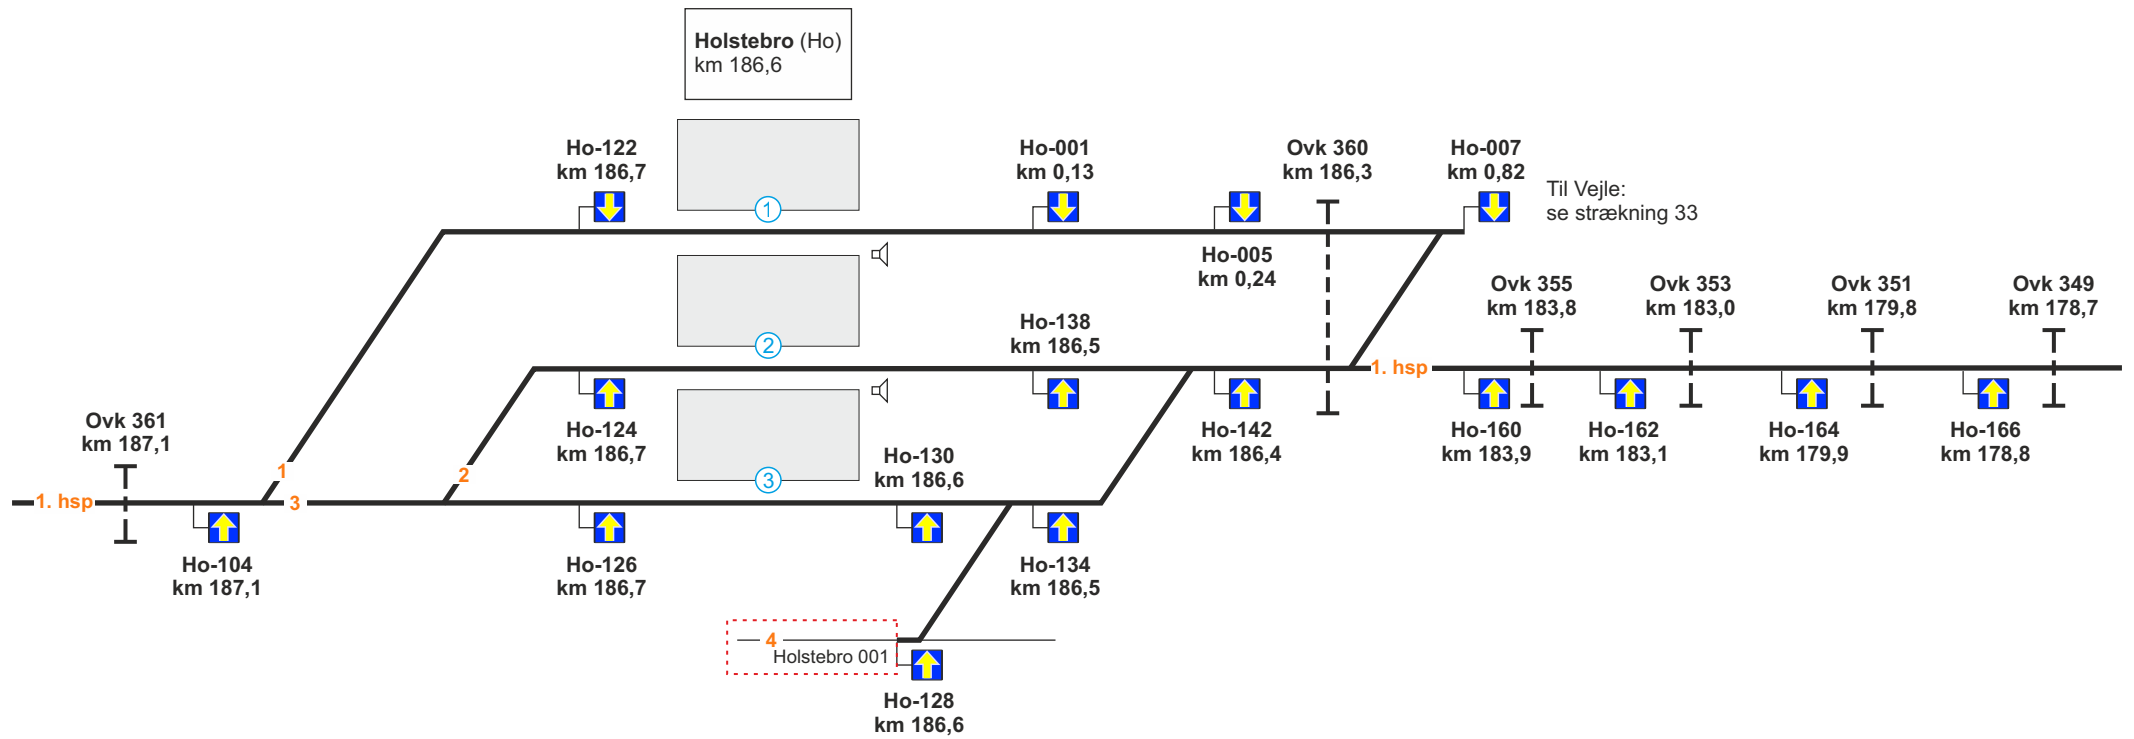 Holstebro (Ho)
km 186,6
Ho-122
km 186,7
Ho-001
km 0,13
Ovk 360
km 186,3
Ho-007
km 0,82
Til Vejle:
se strækning 33
1
Ho-005
km 0,24
Ovk 355
km 183,8
Ovk 353
km 183,0
Ovk 351
km 179,8
Ovk 349
km 178,7
Ho-138
km 186,5
2
1. hsp
Ovk 361
km 187,1
Ho-124
km 186,7
Ho-130
km 186,6
Ho-142
km 186,4
Ho-160
km 183,9
Ho-162
km 183,1
Ho-164
km 179,9
Ho-166
km 178,8
1
2
3
1. hsp
3
Ho-104
km 187,1
Ho-126
km 186,7
Ho-134
km 186,5
4
Holstebro 001
Ho-128
km 186,6